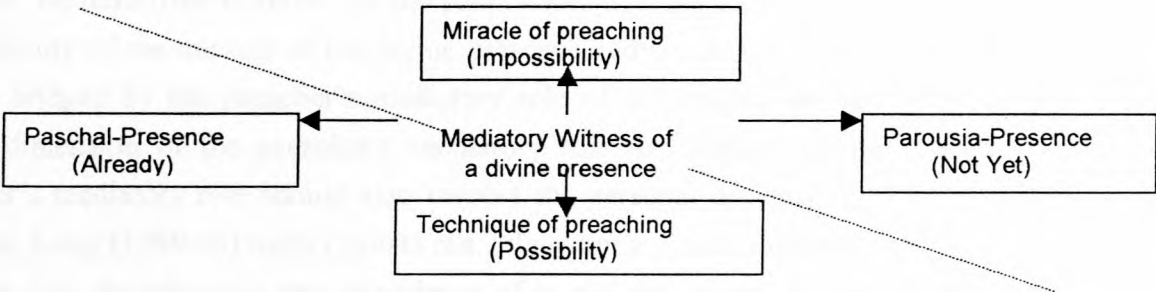 Miracle of preaching
(Impossibility)
Paschal-Presence
(Already)
Mediatory Witness of
a divine presence
Parousia-Presence
(Not Yet)
Technique of preaching
(Possibility)